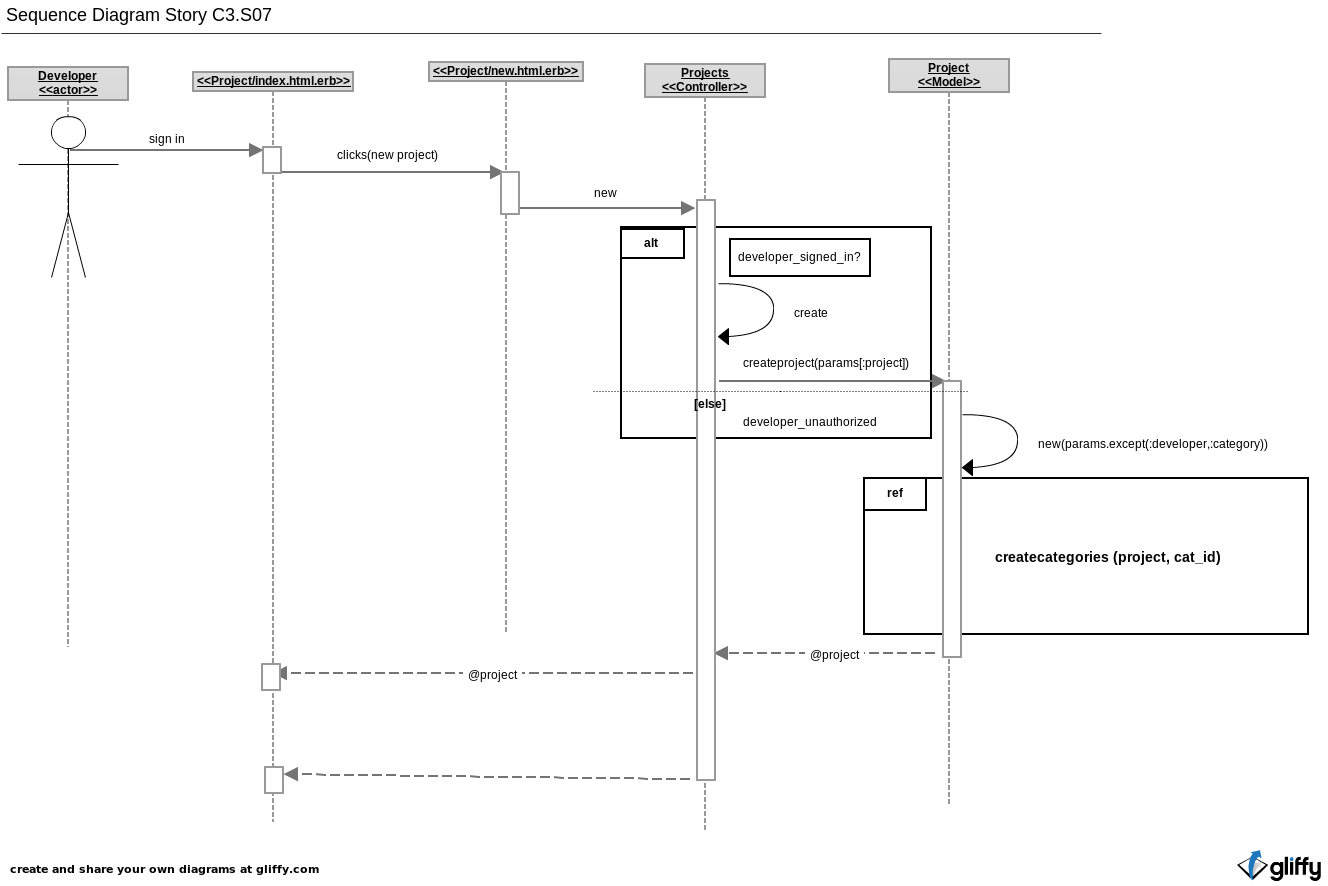 Sequence Diagram Story C3.S07
Developer
<<actor>>
<<Project/index.html.erb>>
<<Project/new.html.erb>>
Projects
<<Controller>>
Project
<<Model>>
sign in
clicks(new project)
new
alt
developer_signed_in?
create
createproject(params[:project])
[else]
developer_unauthorized
new(params.except(:developer,:category))
ref
createcategories (project, cat_id)
@project
@project
create and share your own diagrams at gliffy.com
gliffy